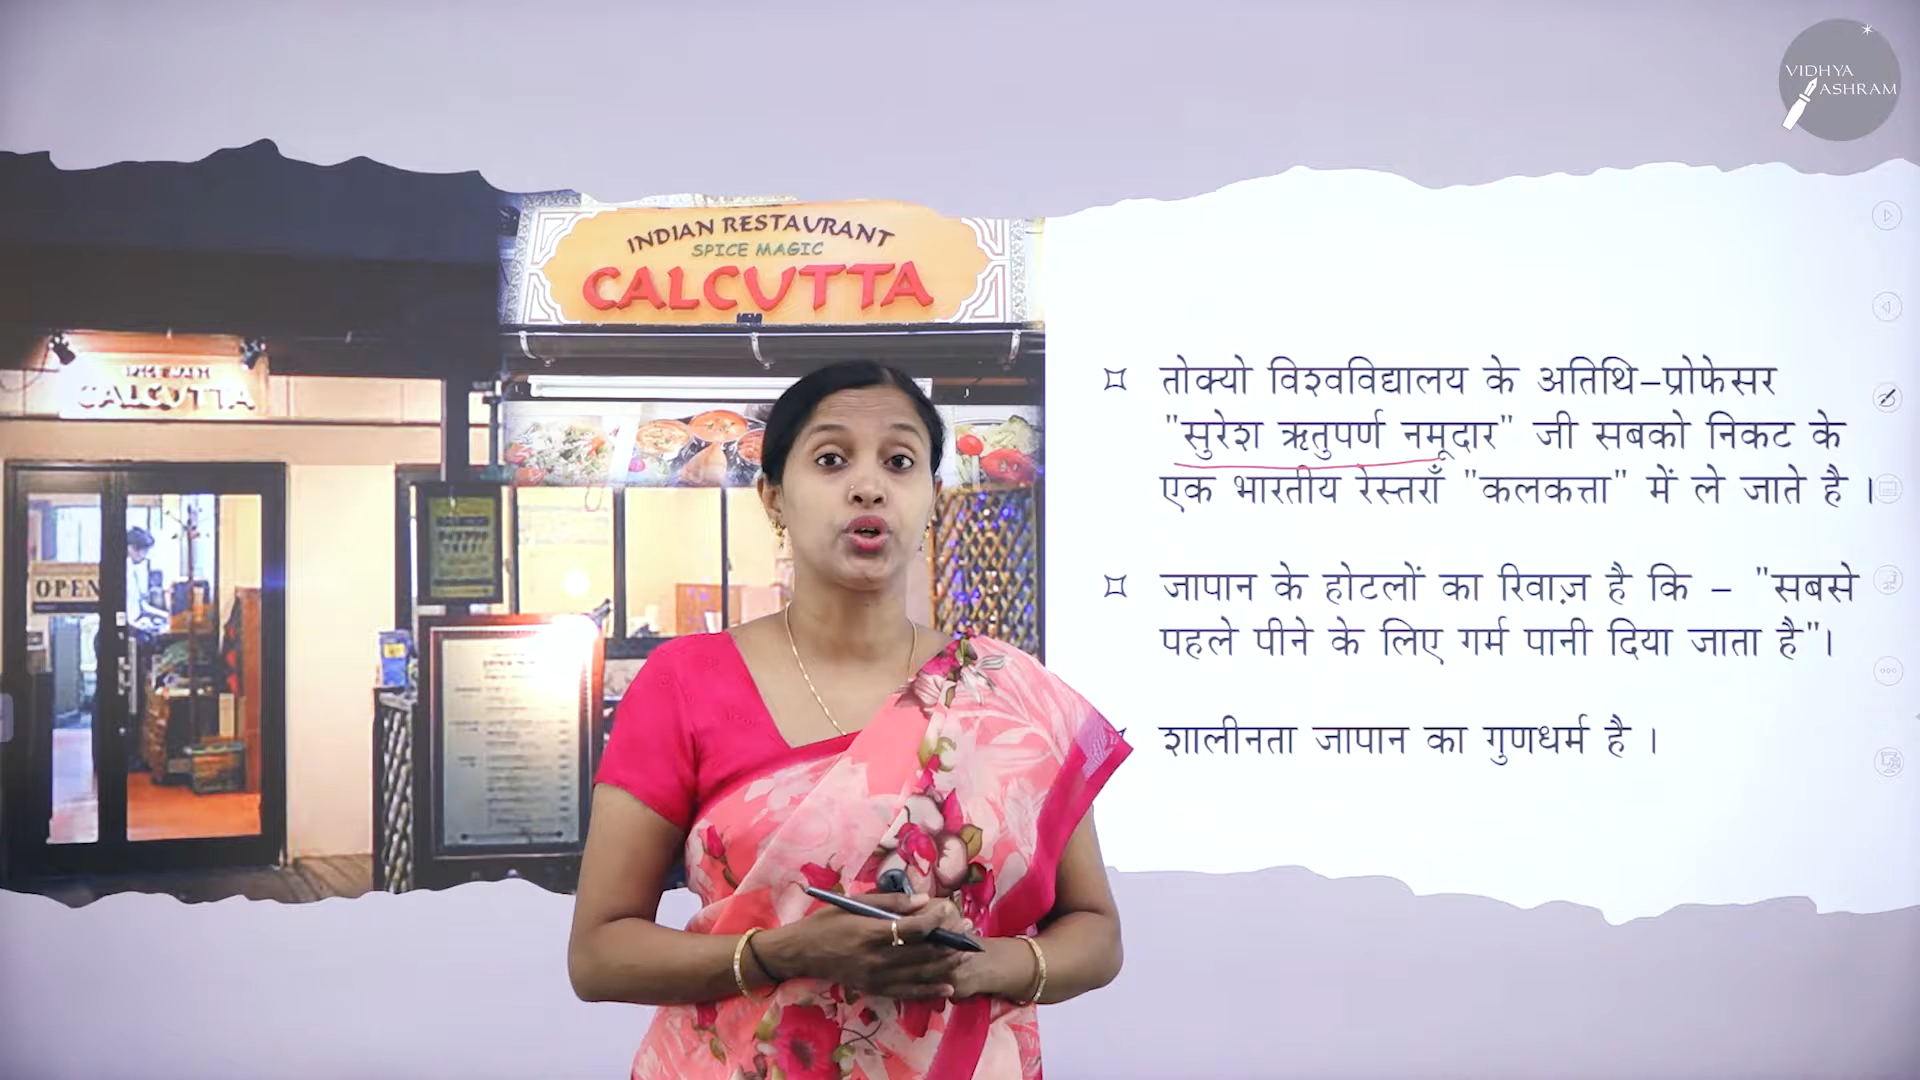 VIDHYA
ASHRAM
INDIAN RESTAURANT
SPICE MAGIC
CALCUTTA
CALCUTTA
OPEN
तोक्यो विश्वविद्यालय के अतिथि–प्रोफेसर
"सुरेश ऋतुपर्ण नमूदार" जी सबको निकट के
एक भारतीय रेस्तराँ "कलकत्ता" में ले जाते है ।
जापान के होटलों का रिवाज़ है कि – "सबसे
पहले पीने के लिए गर्म पानी दिया जाता है"।
शालीनता जापान का गुणधर्म है ।